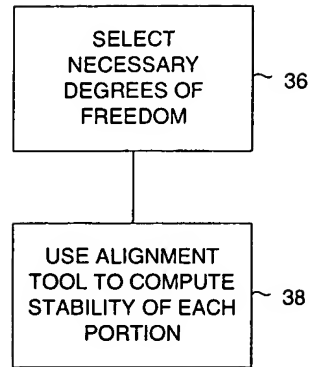 SELECT
NECESSARY
DEGREES OF
FREEDOM
36
USE ALIGNMENT
TOOL TO COMPUTE
STABILITY OF EACH
PORTION
38